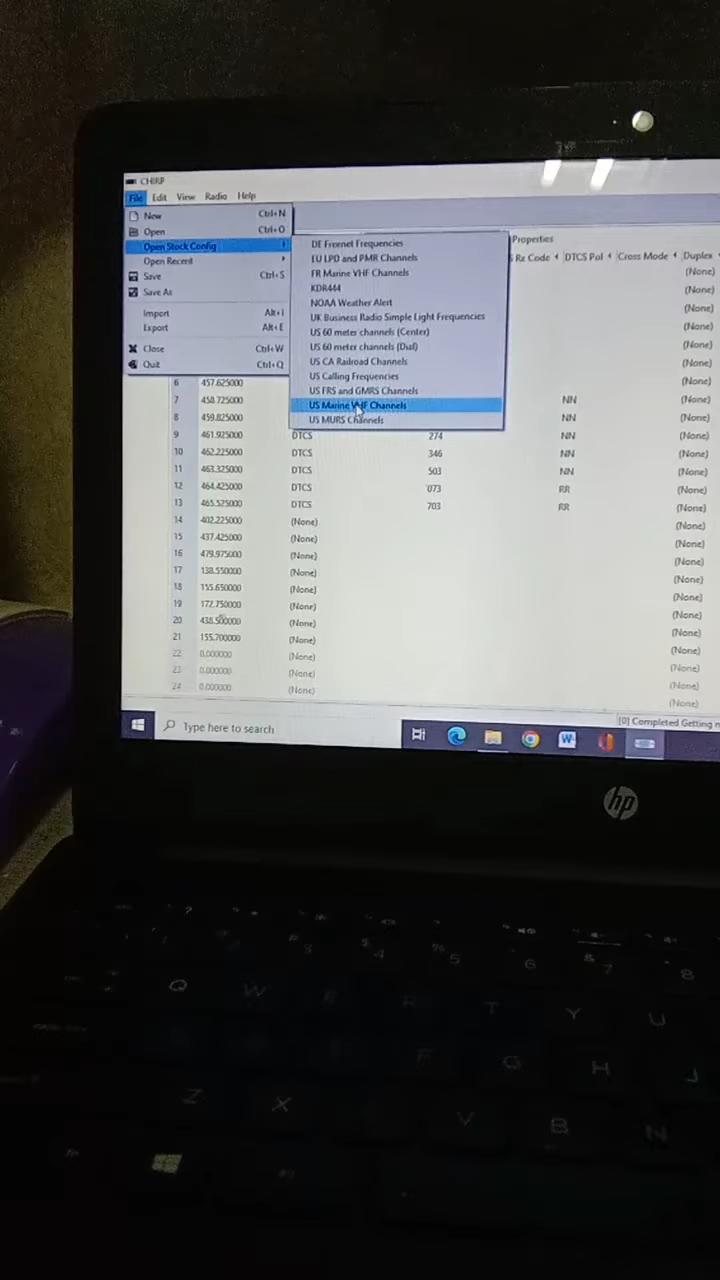 CHIRP
File Edit View Radio Help
New Ctrl+N
Open Ctrl+O
Open Stock Config
Open Recent
Save Ctrl+S
Save As
Import Alt+I
Export Alt+E
Close Ctrl+W
Quit Ctrl+Q
DE Freenet Frequencies
EU LPD and PMR Channels
FR Marine VHF Channels
KDR444
NOAA Weather Alert
UK Business Radio Simple Light Frequencies
US 60 meter channels (Center)
US 60 meter channels (Dial)
US CA Railroad Channels
US Calling Frequencies
US FRS and GMRS Channels
US Marine VHF Channels
US MURS Channels
Properties
Rx Code DTCS Pol Cross Mode Duplex
(None)
(None)
(None)
(None)
(None)
(None)
6 457.625000 (None)
7 458.725000 NN (None)
8 459.825000 NN (None)
9 461.925000 DTCS 274 NN (None)
10 462.225000 DTCS 346 NN (None)
11 463.325000 DTCS 503 NN (None)
12 464.425000 DTCS 073 RR (None)
13 465.525000 DTCS 703 RR (None)
14 402.225000 (None) (None)
15 437.425000 (None) (None)
16 479.975000 (None) (None)
17 138.550000 (None) (None)
18 155.650000 (None) (None)
19 172.750000 (None) (None)
20 438.500000 (None) (None)
21 155.700000 (None) (None)
22 0.000000 (None) (None)
23 0.000000 (None) (None)
24 0.000000 (None) (None)
[0] Completed Getting
Type here to search
W
hp
5 6 7 8
Q W T Y U
G H J
Z X V B N